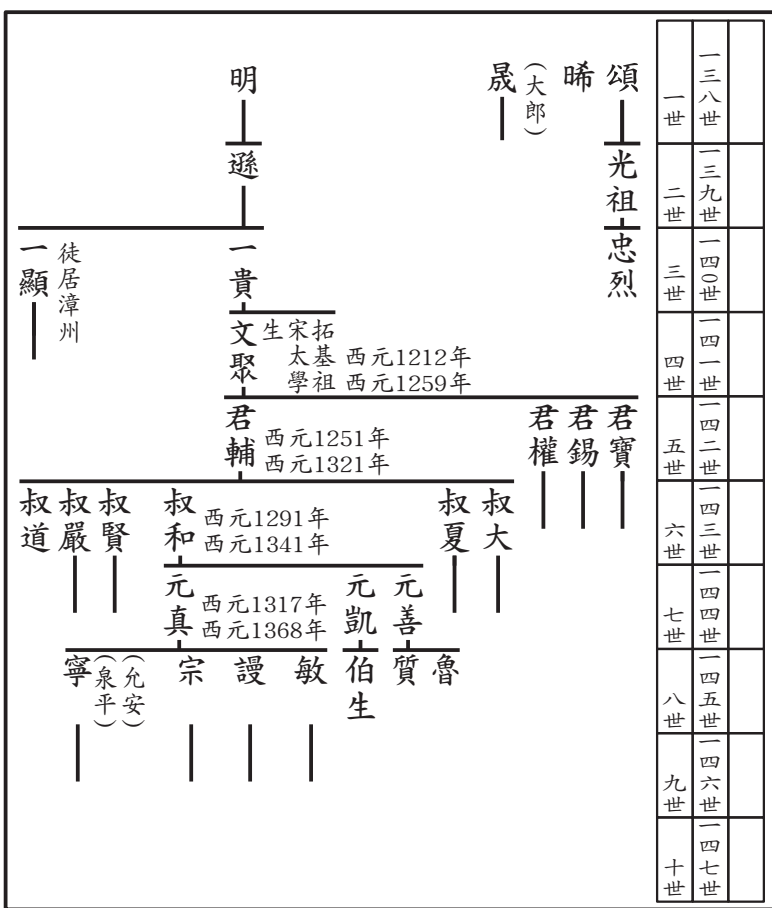 一三八世 一世
一三九世 二世
一四〇世 三世
一四一世 四世
一四二世 五世
一四三世 六世
一四四世 七世
一四五世 八世
一四六世 九世
一四七世 十世
頌
晞
晟
(大郎)
明
光祖
遜
忠烈
一貴
一顯
徒居漳州
文聚
拓基祖
宋太學
生
西元1212年
西元1259年
君寶
君錫
君權
君輔
西元1251年
西元1321年
叔大
叔夏
叔和
西元1291年
西元1341年
叔賢
叔嚴
叔道
元善
元凱
元真
西元1317年
西元1368年
魯
質
伯生
敏
謾
宗
寧
(允安)
(泉平)